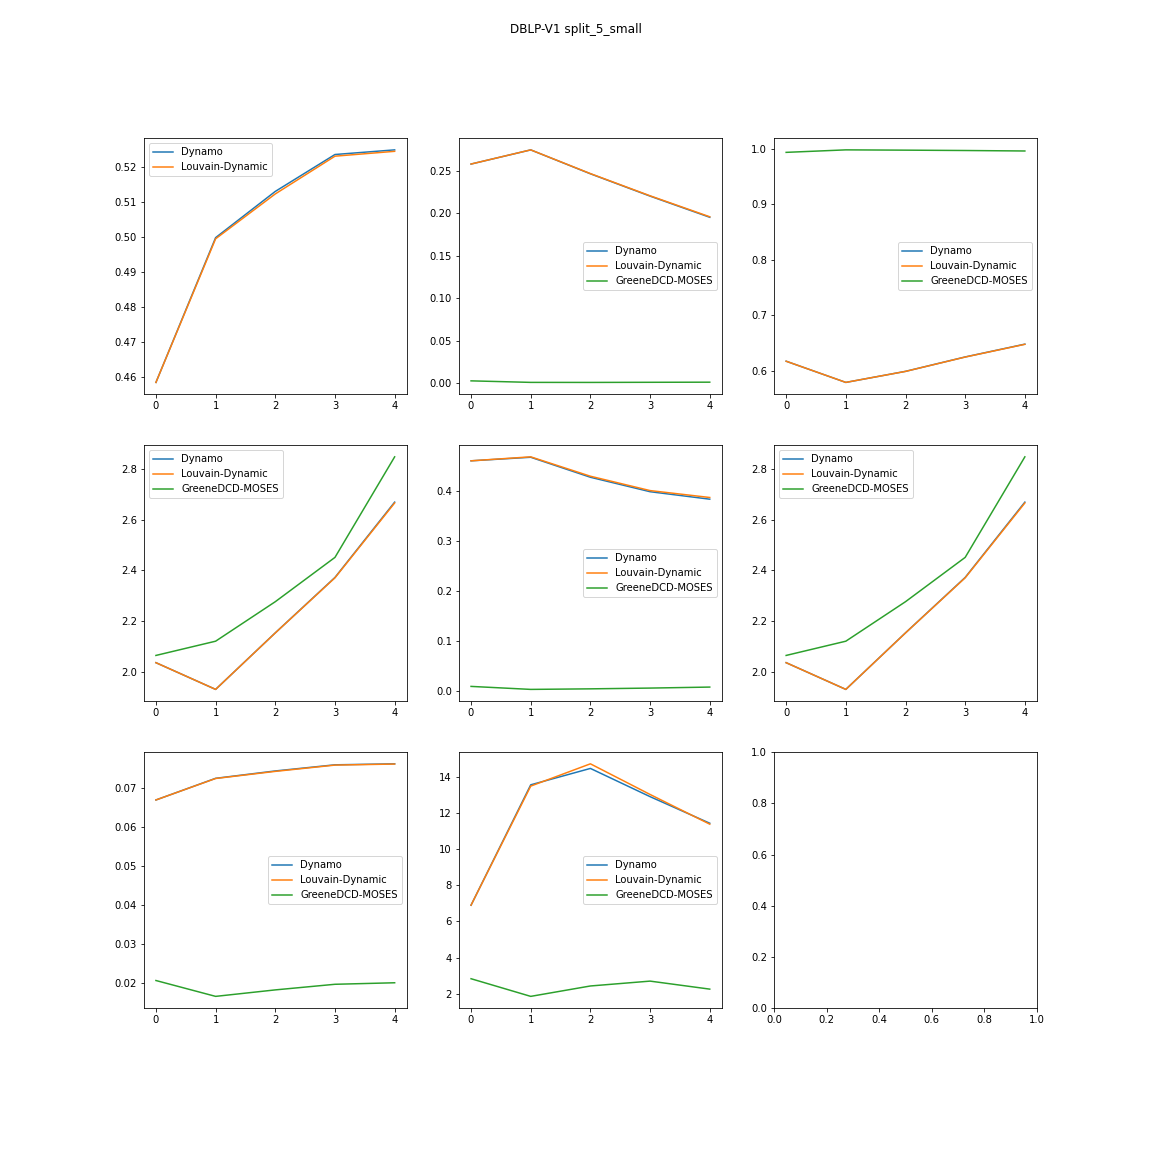 DBLP-V1 split_5_small
0.52
0.51
0.50
0.49
0.48
0.47
0.46
0 1 2 3 4
Dynamo
Louvain-Dynamic
0.25
0.20
0.15
0.10
0.05
0.00
0 1 2 3 4
Dynamo
Louvain-Dynamic
GreeneDCD-MOSES
1.0
0.9
0.8
0.7
0.6
0 1 2 3 4
Dynamo
Louvain-Dynamic
GreeneDCD-MOSES
2.8
2.6
2.4
2.2
2.0
0 1 2 3 4
Dynamo
Louvain-Dynamic
GreeneDCD-MOSES
0.4
0.3
0.2
0.1
0.0
0 1 2 3 4
Dynamo
Louvain-Dynamic
GreeneDCD-MOSES
2.8
2.6
2.4
2.2
2.0
0 1 2 3 4
Dynamo
Louvain-Dynamic
GreeneDCD-MOSES
0.07
0.06
0.05
0.04
0.03
0.02
0 1 2 3 4
Dynamo
Louvain-Dynamic
GreeneDCD-MOSES
14
12
10
8
6
4
2
0 1 2 3 4
Dynamo
Louvain-Dynamic
GreeneDCD-MOSES
1.0
0.8
0.6
0.4
0.2
0.0
0.0 0.2 0.4 0.6 0.8 1.0